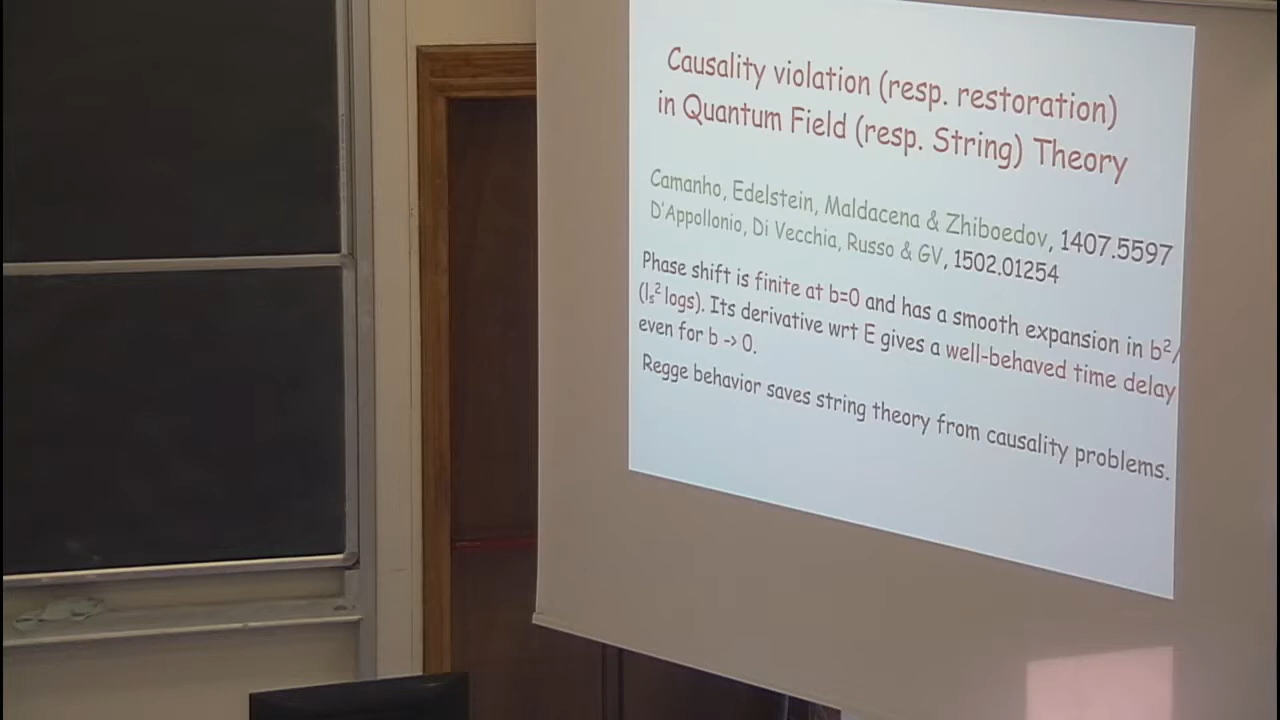 Causality violation (resp. restoration)
in Quantum Field (resp. String) Theory
Camanho, Edelstein, Maldacena & Zhiboedov, 1407.5597
D'Appollonio, Di Vecchia, Russo & GV, 1502.01254
Phase shift is finite at b=0 and has a smooth expansion in b²/
(lₛ² logs). Its derivative wrt E gives a well-behaved time delay
even for b -> 0.
Regge behavior saves string theory from causality problems.